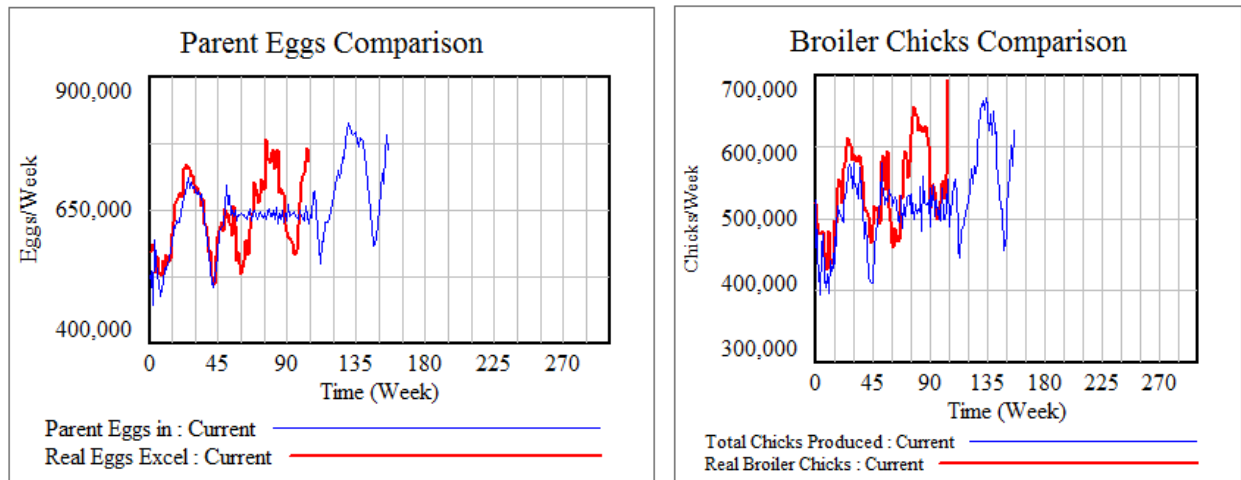 Parent Eggs Comparison
900,000
650,000
400,000
Eggs/Week
0 45 90 135 180 225 270
Time (Week)
Parent Eggs in : Current
Real Eggs Excel : Current
Broiler Chicks Comparison
700,000
600,000
500,000
400,000
300,000
Chicks/Week
0 45 90 135 180 225 270
Time (Week)
Total Chicks Produced : Current
Real Broiler Chicks : Current